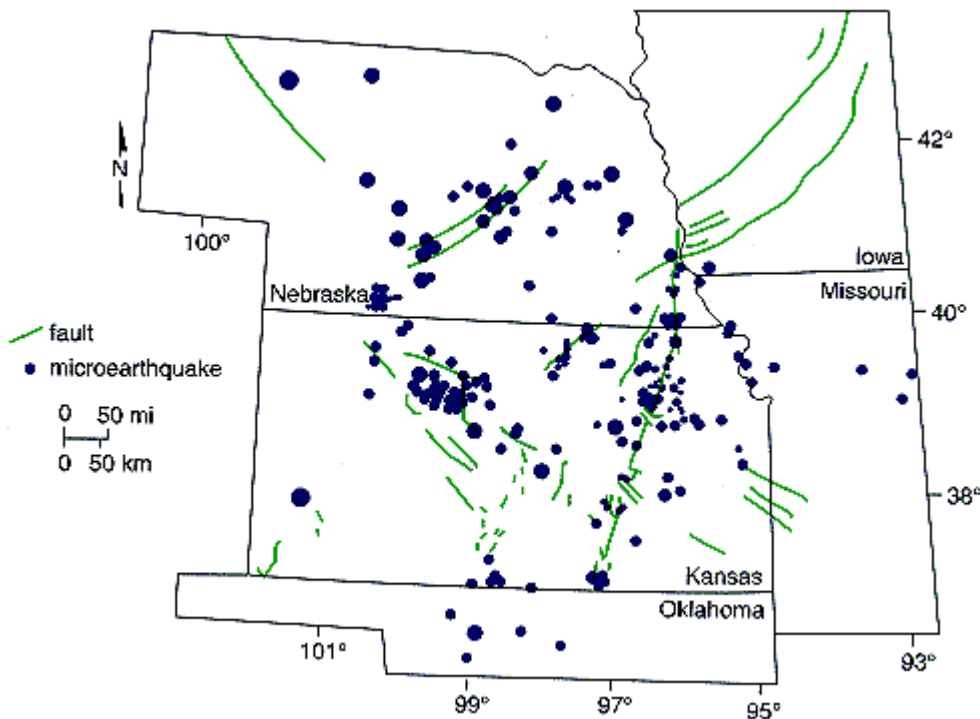 N
42°
100°
Iowa
Nebraska
Missouri
40°
fault
microearthquake
0 50 mi
0 50 km
38°
Kansas
Oklahoma
101°
93°
99°
97°
95°